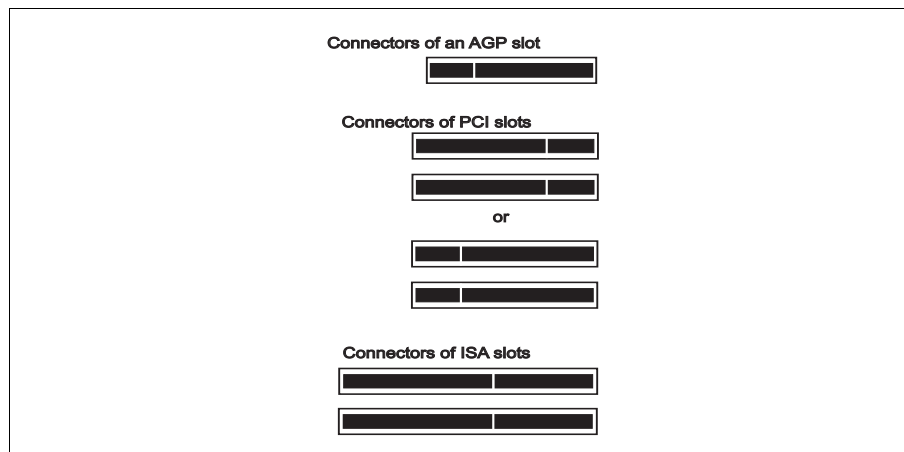 Connectors of an AGP slot
Connectors of PCI slots
or
Connectors of ISA slots